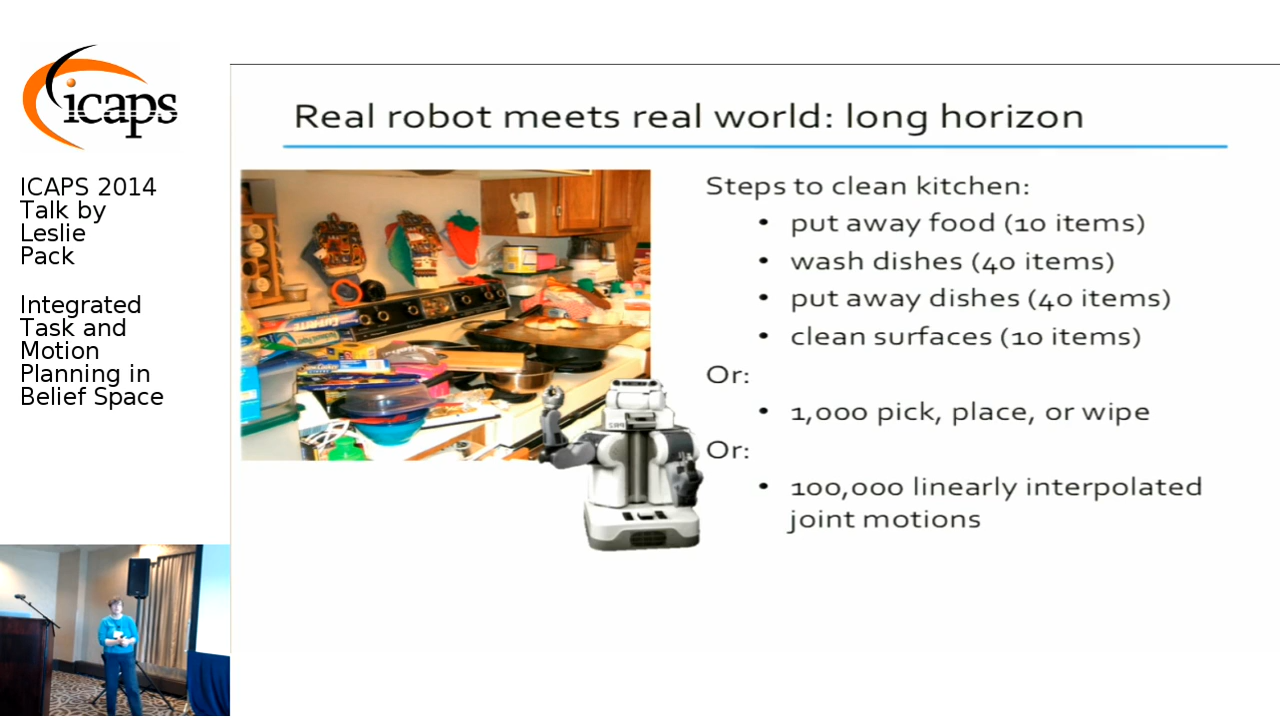 icaps
ICAPS 2014
Talk by
Leslie
Pack
Integrated
Task and
Motion
Planning in
Belief Space
Real robot meets real world: long horizon
Steps to clean kitchen:
• put away food (10 items)
• wash dishes (40 items)
• put away dishes (40 items)
• clean surfaces (10 items)
Or:
• 1,000 pick, place, or wipe
Or:
• 100,000 linearly interpolated
joint motions